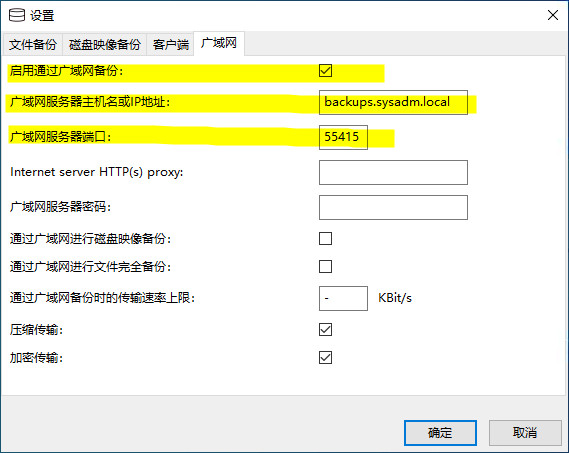 设置
文件备份 磁盘映像备份 客户端 广域网
启用通过广域网备份:
广域网服务器主机名或IP地址: backups.sysadm.local
广域网服务器端口: 55415
Internet server HTTP(s) proxy:
广域网服务器密码:
通过广域网进行磁盘映像备份:
通过广域网进行文件完全备份:
通过广域网备份时的传输速率上限: - KBit/s
压缩传输:
加密传输:
确定 取消